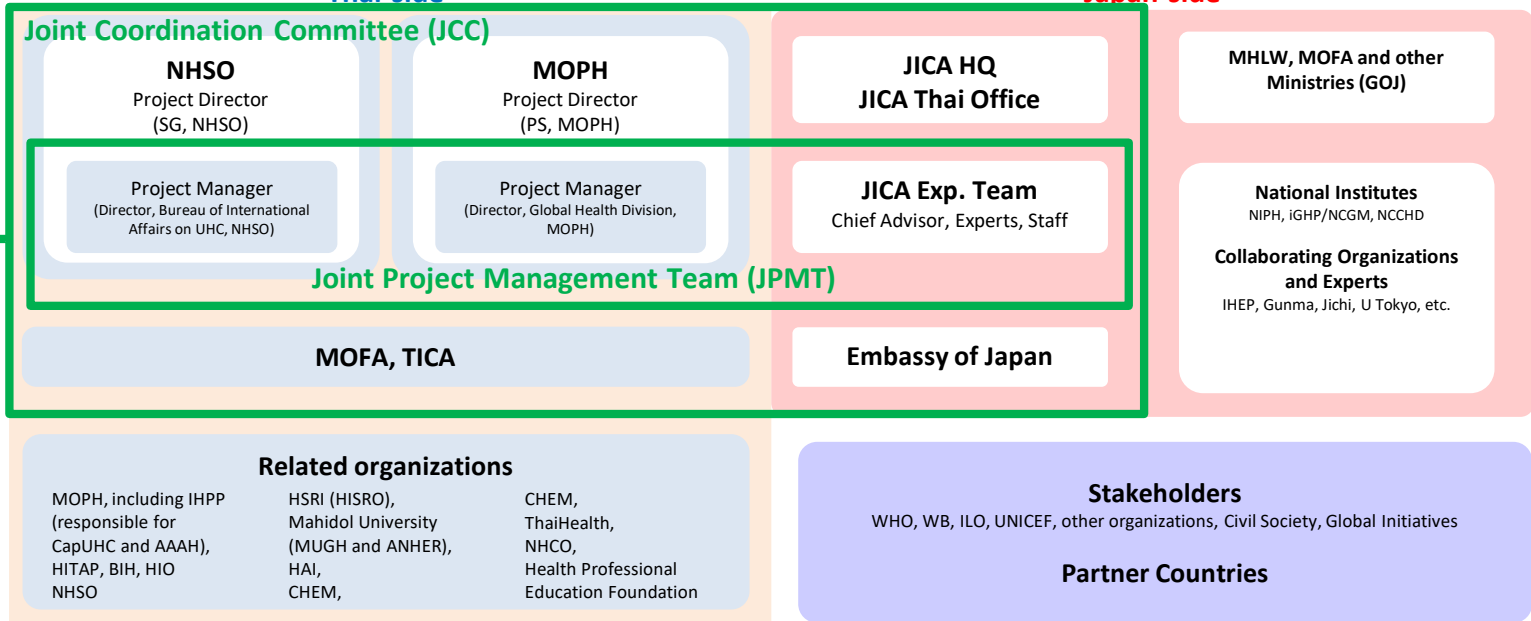 Thai side
Japan side
Joint Coordination Committee (JCC)
NHSO
Project Director
(SG, NHSO)
MOPH
Project Director
(PS, MOPH)
JICA HQ
JICA Thai Office
MHLW, MOFA and other
Ministries (GOJ)
Project Manager
(Director, Bureau of International
Affairs on UHC, NHSO)
Project Manager
(Director, Global Health Division,
MOPH)
JICA Exp. Team
Chief Advisor, Experts, Staff
National Institutes
NIPH, iGHP/NCGM, NCCHD
Collaborating Organizations
and Experts
IHEP, Gunma, Jichi, U Tokyo, etc.
Joint Project Management Team (JPMT)
MOFA, TICA
Embassy of Japan
Related organizations
MOPH, including IHPP
(responsible for
CapUHC and AAAH),
HITAP, BIH, HIO
NHSO
HSRI (HISRO),
Mahidol University
(MUGH and ANHER),
HAI,
CHEM,
CHEM,
ThaiHealth,
NHCO,
Health Professional
Education Foundation
Stakeholders
WHO, WB, ILO, UNICEF, other organizations, Civil Society, Global Initiatives
Partner Countries